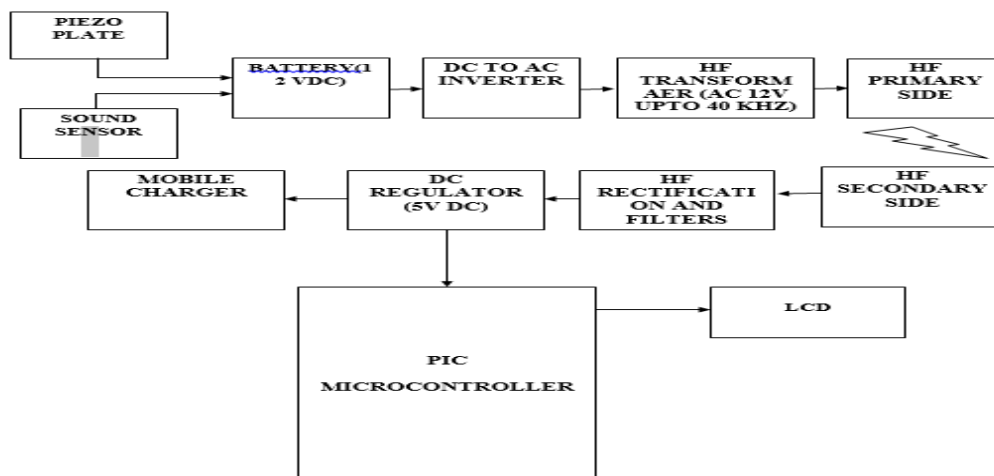 PIEZO
PLATE
BATTERY(1
2 VDC)
DC TO AC
INVERTER
HF
TRANSFORM
AER (AC 12V
UPTO 40 KHZ)
HF
PRIMARY
SIDE
SOUND
SENSOR
MOBILE
CHARGER
DC
REGULATOR
(5V DC)
HF
RECTIFICATI
ON AND
FILTERS
HF
SECONDARY
SIDE
LCD
PIC
MICROCONTROLLER